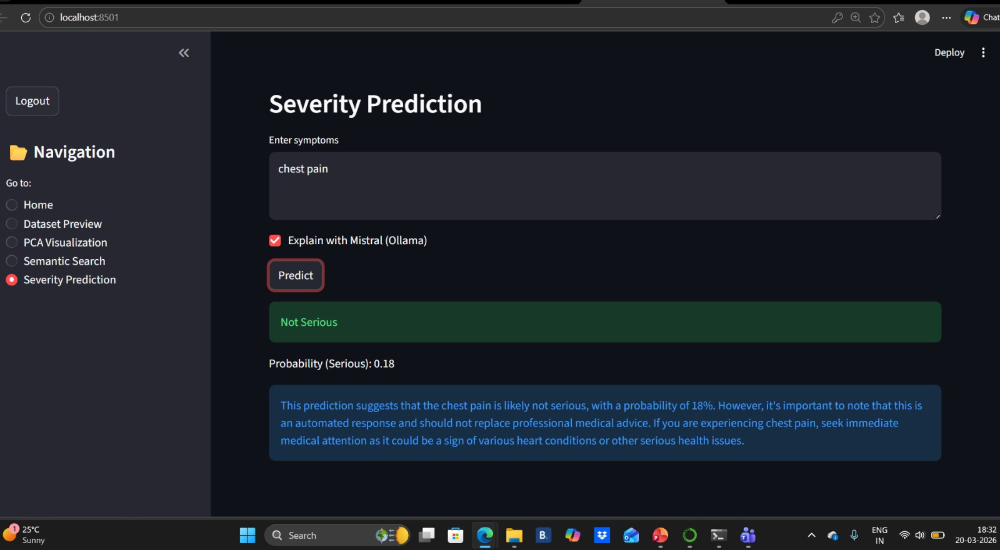 localhost:8501
Chat
Deploy
Logout
Navigation
Go to:
Home
Dataset Preview
PCA Visualization
Semantic Search
Severity Prediction
Severity Prediction
Enter symptoms
chest pain
Explain with Mistral (Ollama)
Predict
Not Serious
Probability (Serious): 0.18
This prediction suggests that the chest pain is likely not serious, with a probability of 18%. However, it's important to note that this is
an automated response and should not replace professional medical advice. If you are experiencing chest pain, seek immediate
medical attention as it could be a sign of various heart conditions or other serious health issues.
1
25°C
Sunny
Search
B.
ENG
IN
18:32
20-03-2026